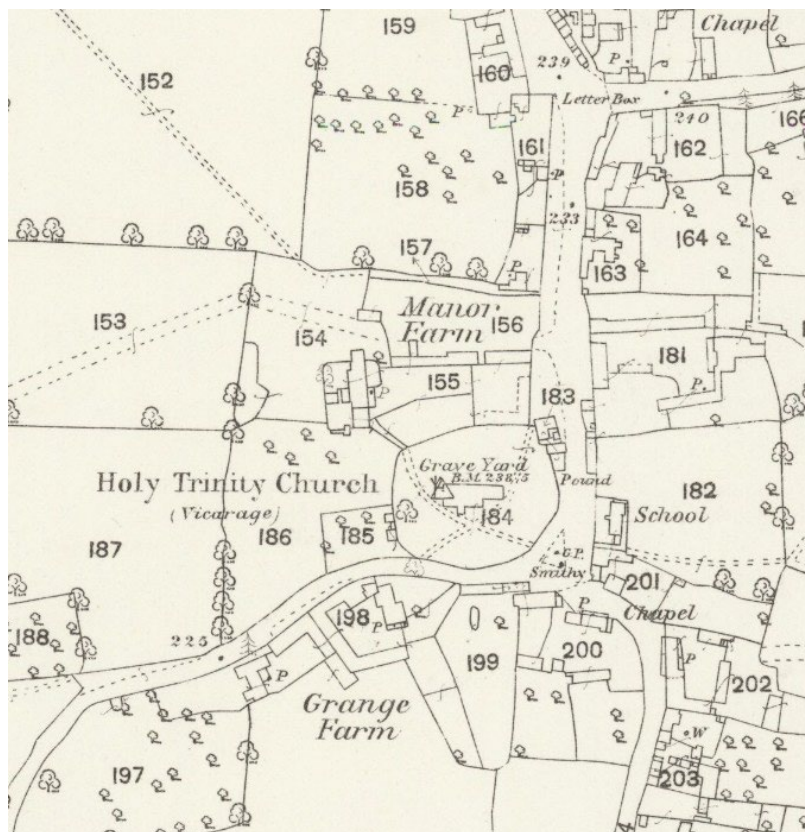 159
Chapel
152
239
160
P
P
Letter Box
240
166
161
162
P
158
233
164
157
163
P
Manor
Farm
156
153
154
155
181
P
183
P
Grave Yard
B.M. 238.5
Pound
Holy Trinity Church
(Vicarage)
182
184
School
187
186
185
G.P.
Smithy
201
Chapel
198
P
188
P
225
199
200
P
202
P
Grange
Farm
W
197
203